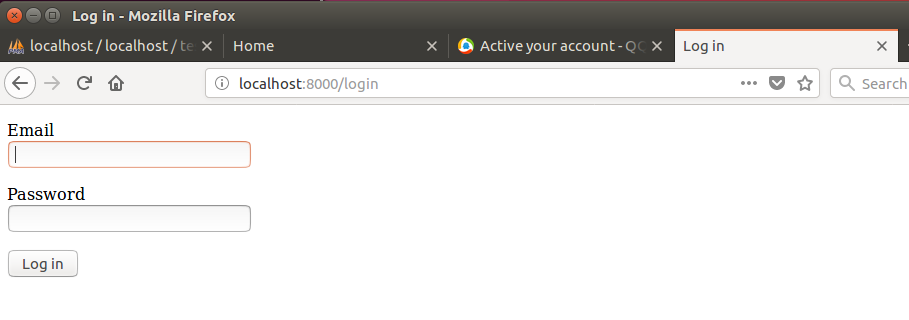 Log in - Mozilla Firefox
localhost / localhost / te
Home
Active your account - QC
Log in
localhost:8000/login
Search
Email
Password
Log in